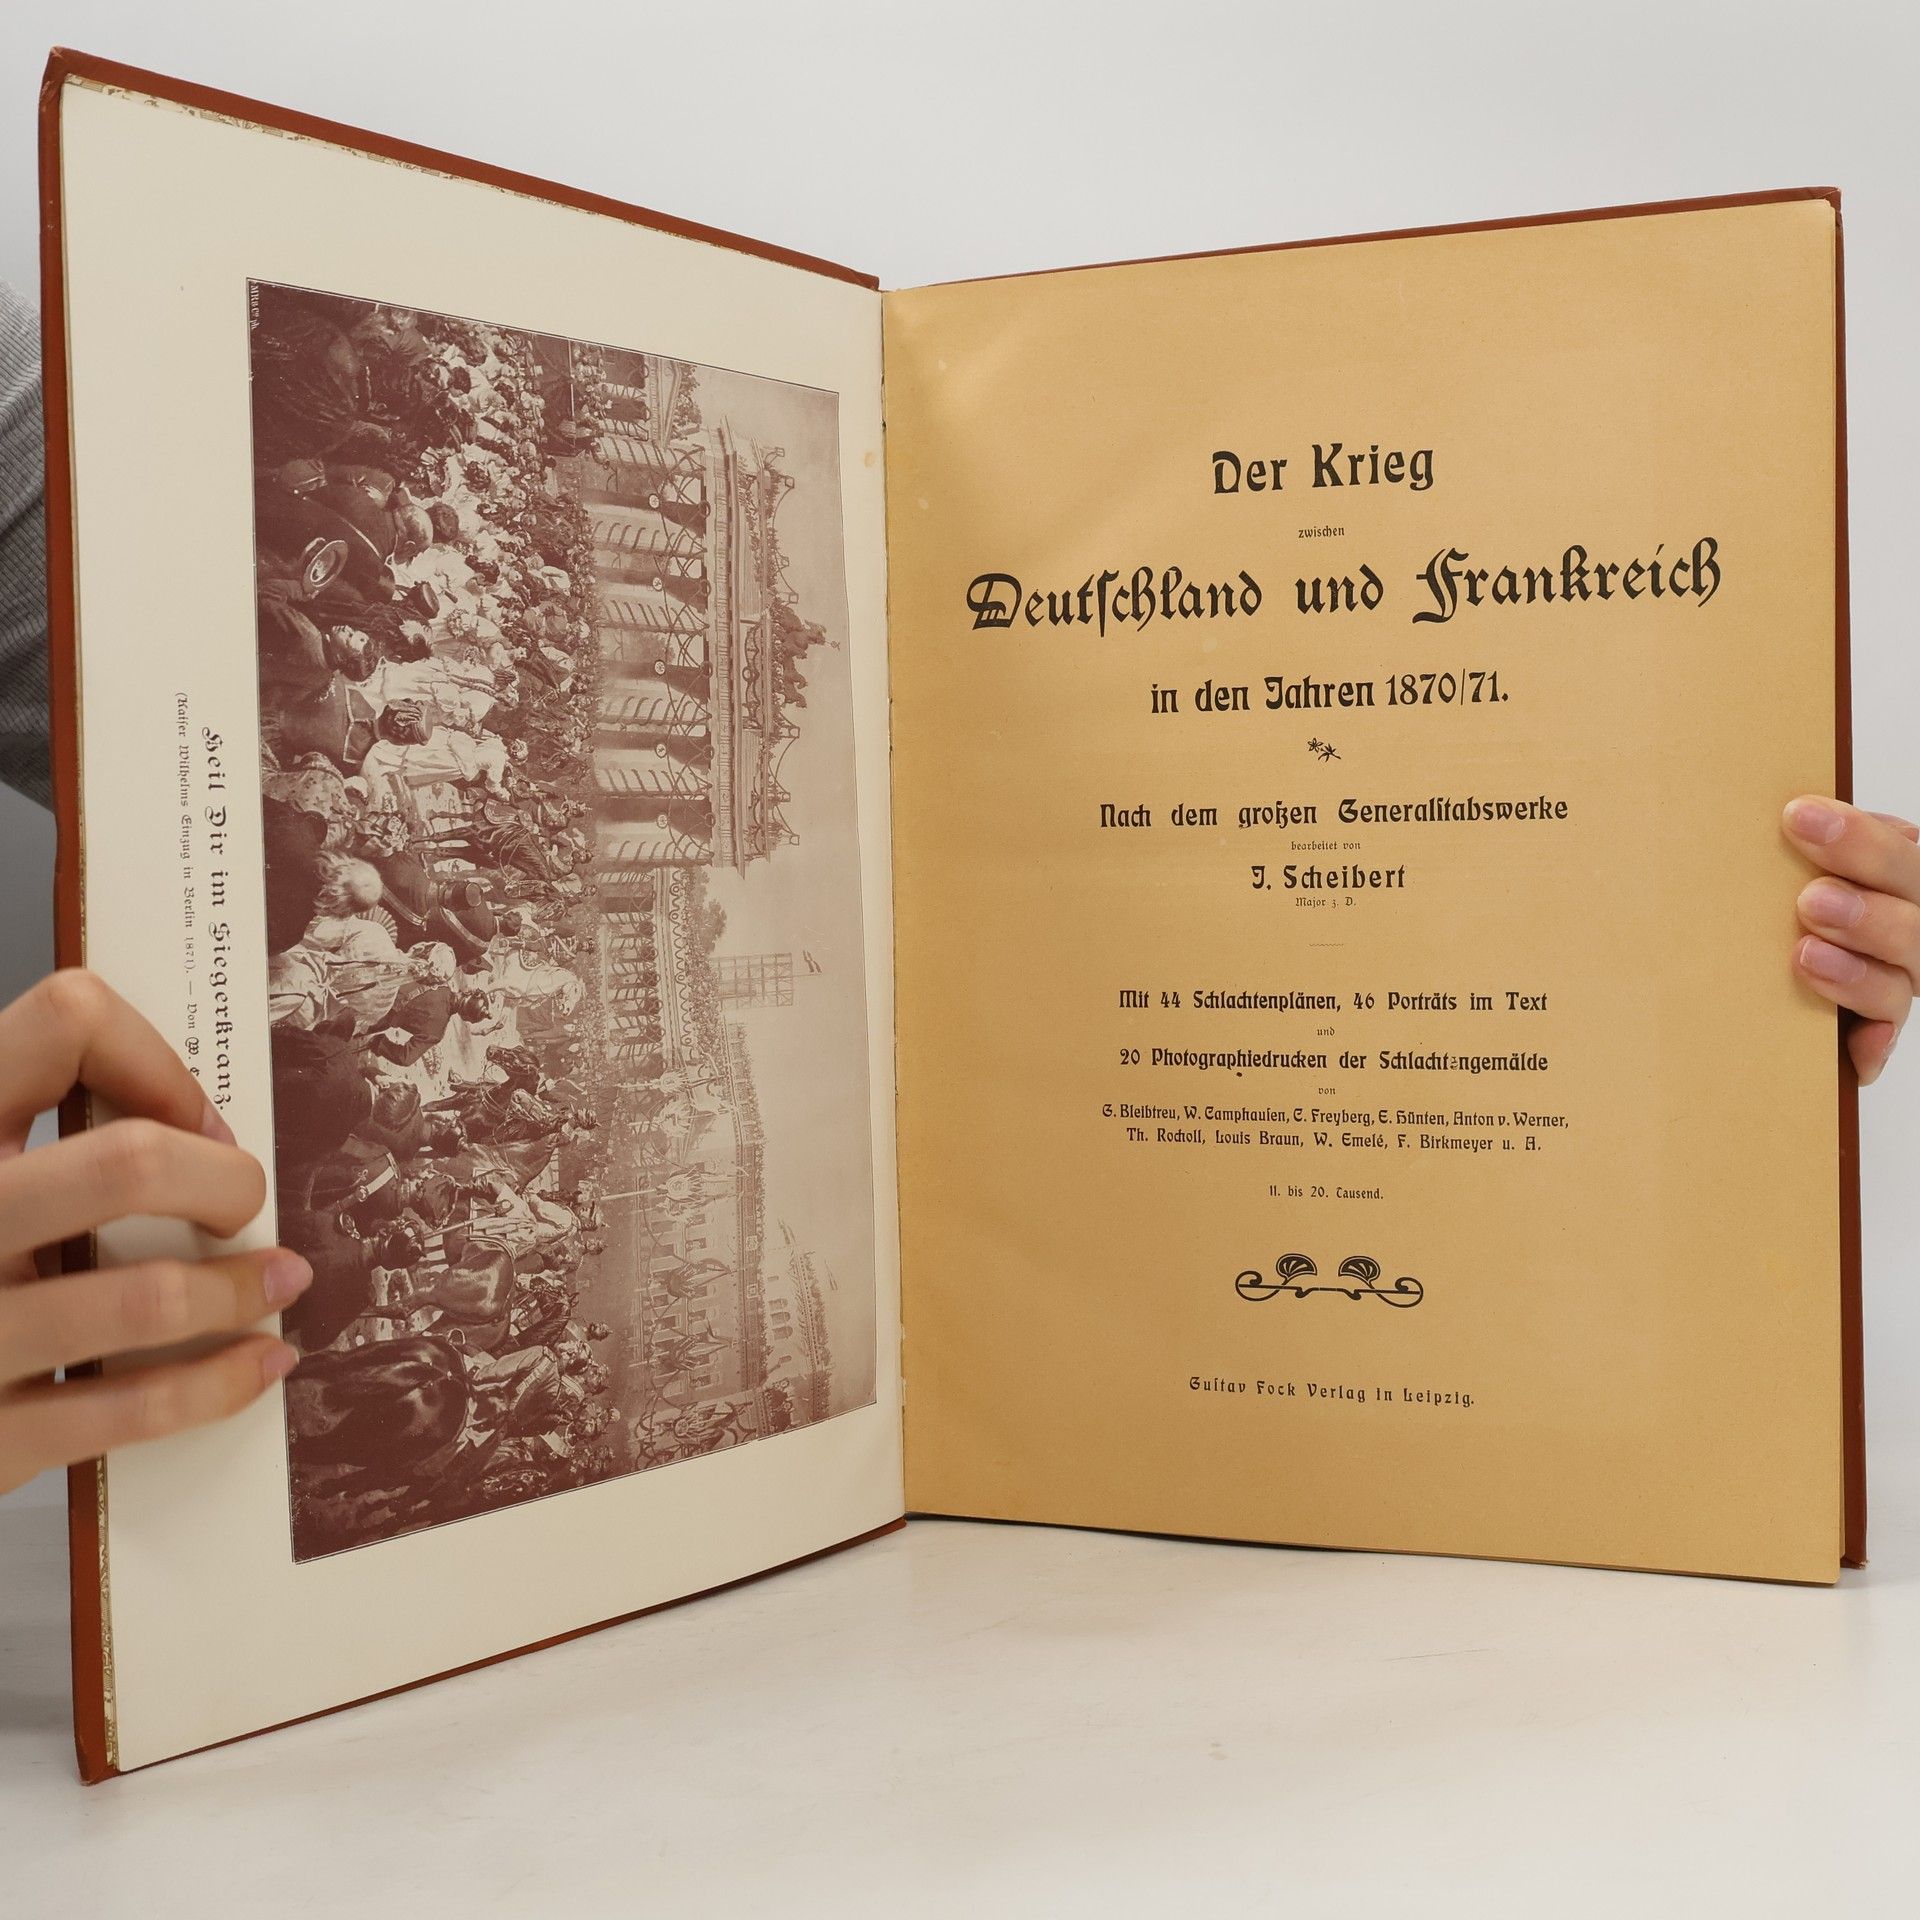 Heil Dir im Siegerkranz.
(Kaiser Wilhelms Einzug in Berlin 1871). — Von W.
Der Krieg
zwischen
Deutschland und Frankreich
in den Jahren 1870/71.
Nach dem großen Generalstabswerke
bearbeitet von
J. Scheibert
Major z. D.
Mit 44 Schlachtenplänen, 46 Porträts im Text
und
20 Photographiedrucken der Schlachtengemälde
von
G. Bleibtreu, W. Camphausen, C. Freyberg, E. Hünten, Anton v. Werner,
Th. Rocholl, Louis Braun, W. Emelé, F. Birkmeyer u. A.
11. bis 20. Tausend.
Gustav Fock Verlag in Leipzig.